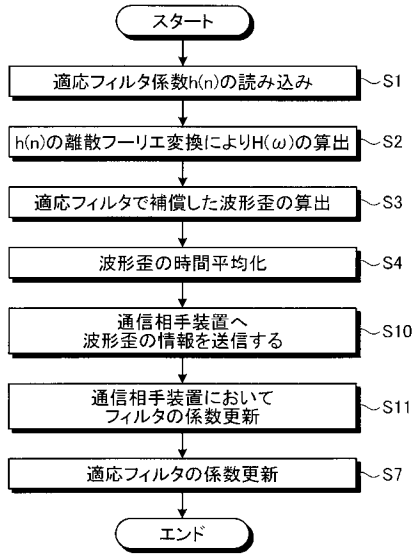 スタート
適応フィルタ係数h(n)の読み込み ~S1
h(n)の離散フーリエ変換によりH(ω)の算出 ~S2
適応フィルタで補償した波形歪の算出 ~S3
波形歪の時間平均化 ~S4
通信相手装置へ
波形歪の情報を送信する ~S10
通信相手装置において
フィルタの係数更新 ~S11
適応フィルタの係数更新 ~S7
エンド